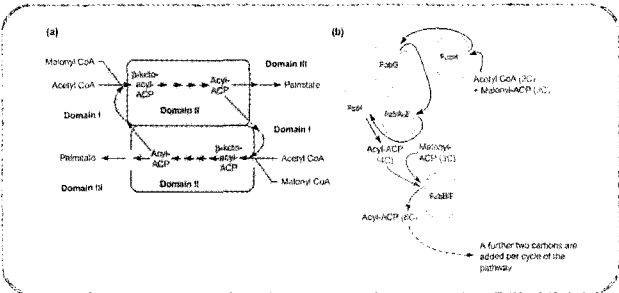 (a)
Malonyl CoA
Acetyl CoA
β-keto-
acyl-
ACP
Acyl-
ACP
Domain III
Palmitate
Domain I
Domain II
Domain I
Palmitate
Acyl-
ACP
β-keto-
acyl-
ACP
Acetyl CoA
Malonyl CoA
Domain III
Domain II
(b)
FabG
FabH
Acetyl CoA (2C)
+ Malonyl-ACP (3C)
FabI
FabA/Z
Acyl-ACP
(4C)
Malonyl-
ACP (3C)
FabB/F
Acyl-ACP (6C)
A further two carbons are
added per cycle of the
pathway